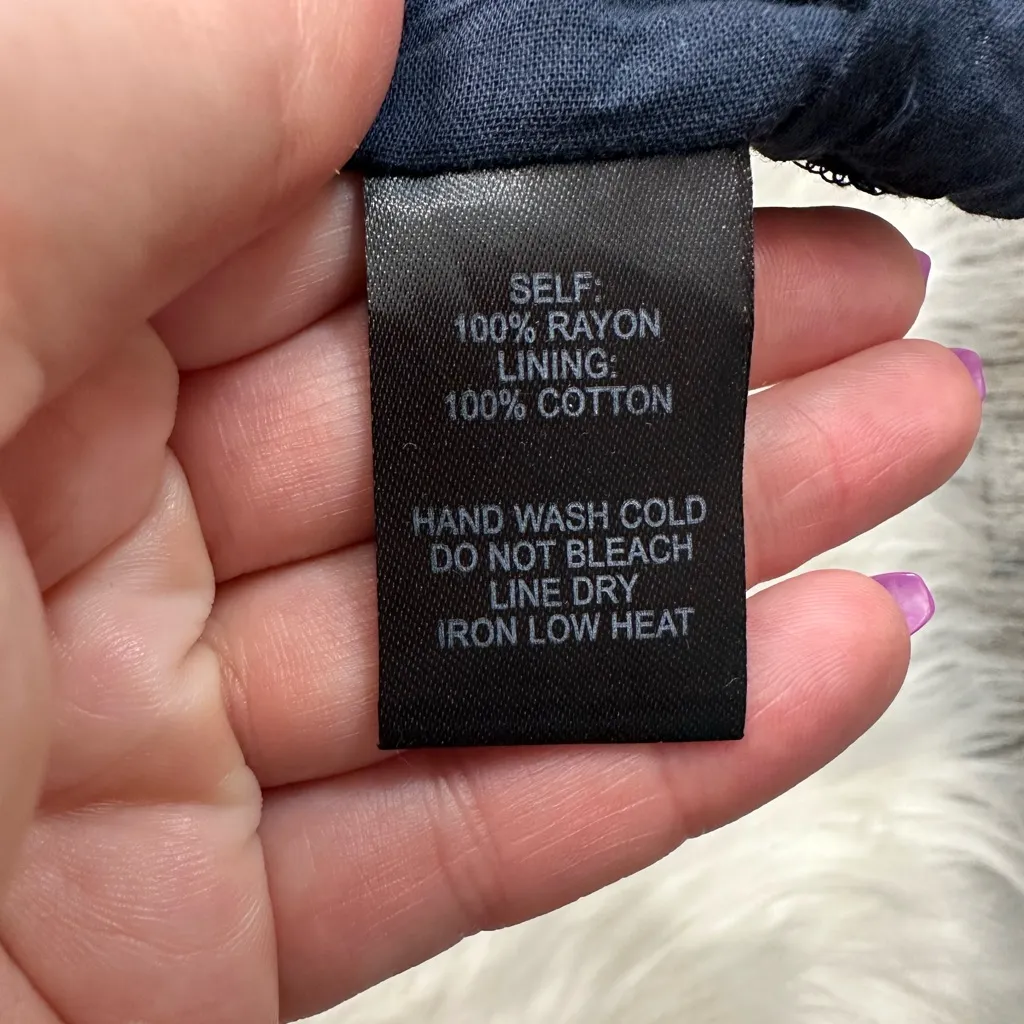 SELF:
100% RAYON
LINING:
100% COTTON
HAND WASH COLD
DO NOT BLEACH
LINE DRY
IRON LOW HEAT